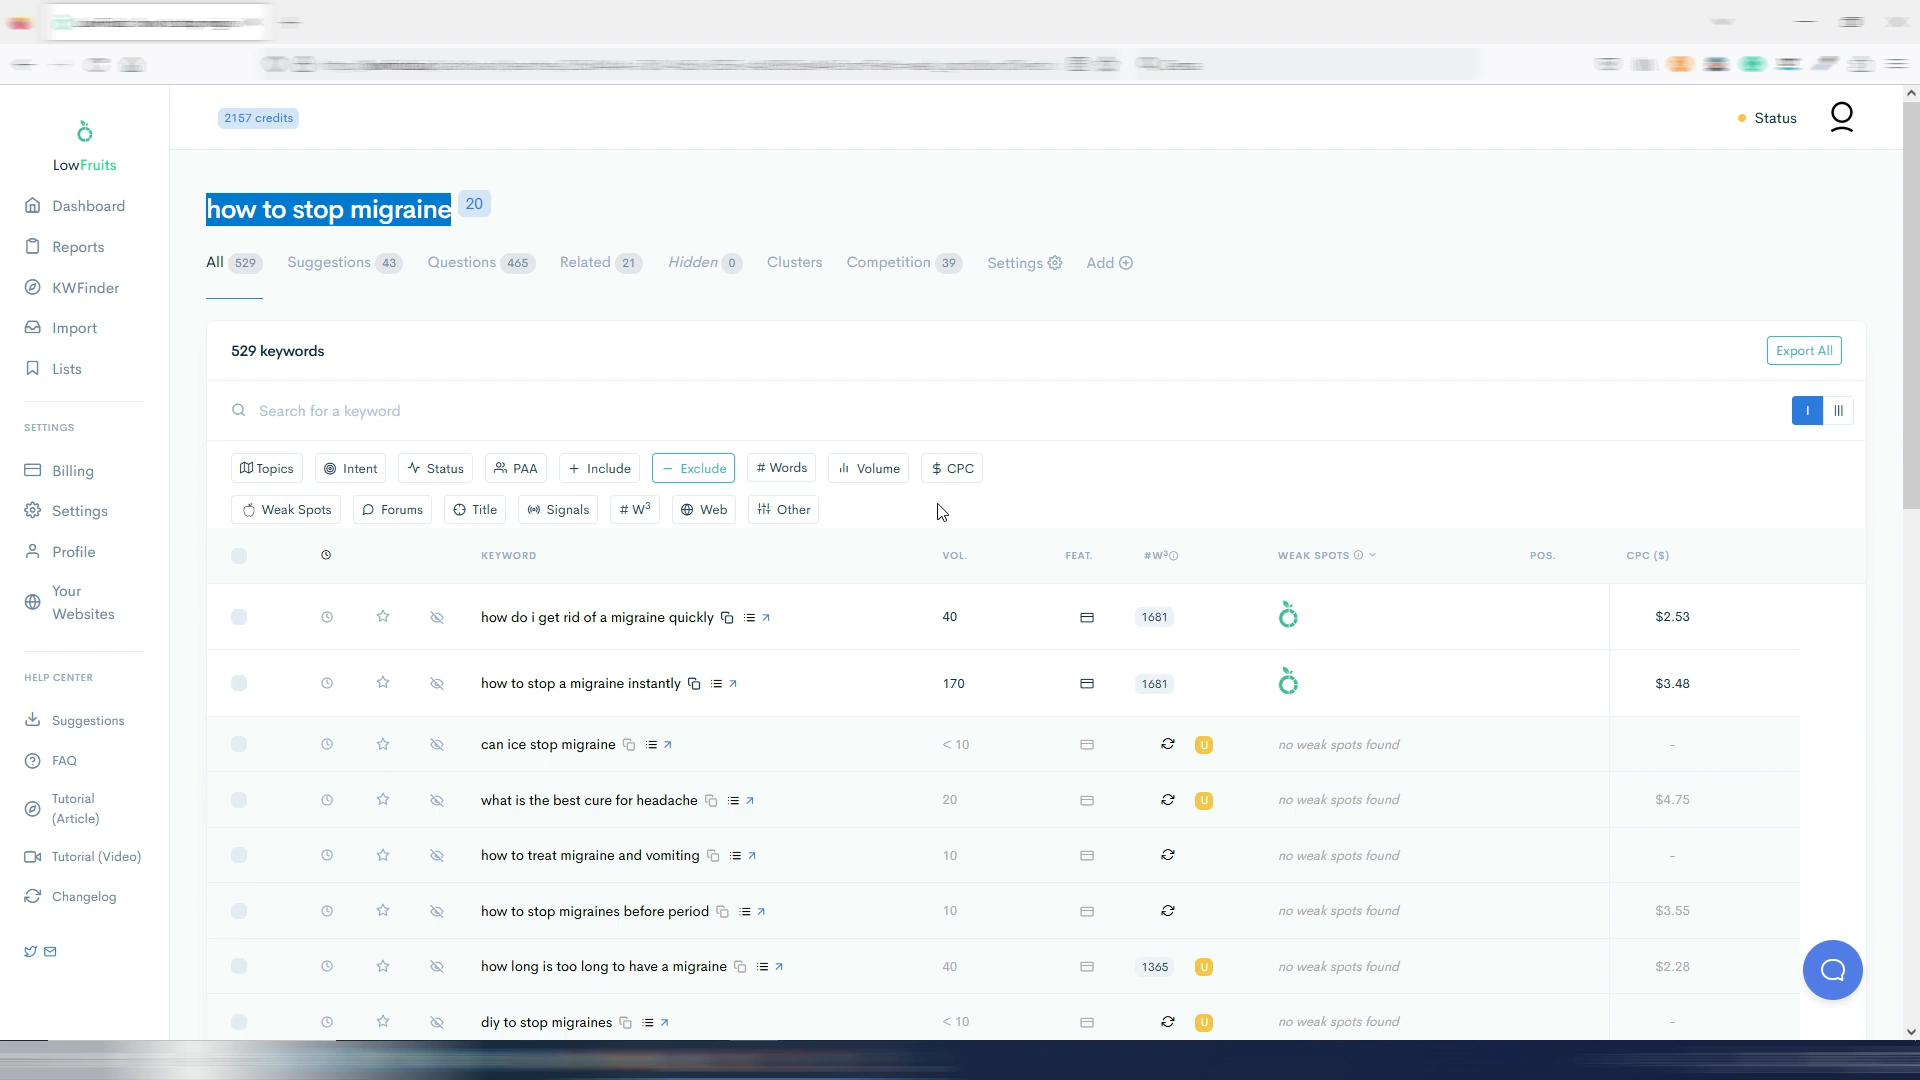 2157 credits
Status
LowFruits
Dashboard
Reports
KWFinder
Import
Lists
SETTINGS
Billing
Settings
Profile
Your
Websites
HELP CENTER
Suggestions
FAQ
Tutorial
(Article)
Tutorial (Video)
Changelog
how to stop migraine 20
All 529 Suggestions 43 Questions 465 Related 21 Hidden 0 Clusters Competition 39 Settings Add
529 keywords Export All
Search for a keyword
Topics Intent Status PAA + Include − Exclude # Words Volume $ CPC
Weak Spots Forums Title Signals # W³ Web Other
KEYWORD VOL. FEAT. #W³ WEAK SPOTS POS. CPC ($)
how do i get rid of a migraine quickly 40 1681 $2.53
how to stop a migraine instantly 170 1681 $3.48
can ice stop migraine < 10 U no weak spots found -
what is the best cure for headache 20 U no weak spots found $4.75
how to treat migraine and vomiting 10 no weak spots found -
how to stop migraines before period 10 no weak spots found $3.55
how long is too long to have a migraine 40 1365 U no weak spots found $2.28
diy to stop migraines < 10 U no weak spots found -